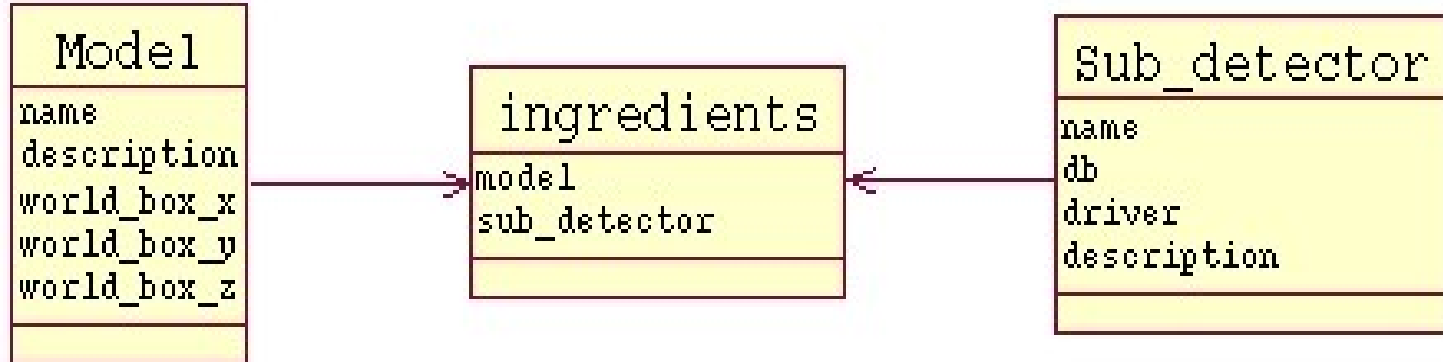 Model
name
description
world_box_x
world_box_y
world_box_z
ingredients
model
sub_detector
Sub_detector
name
db
driver
description